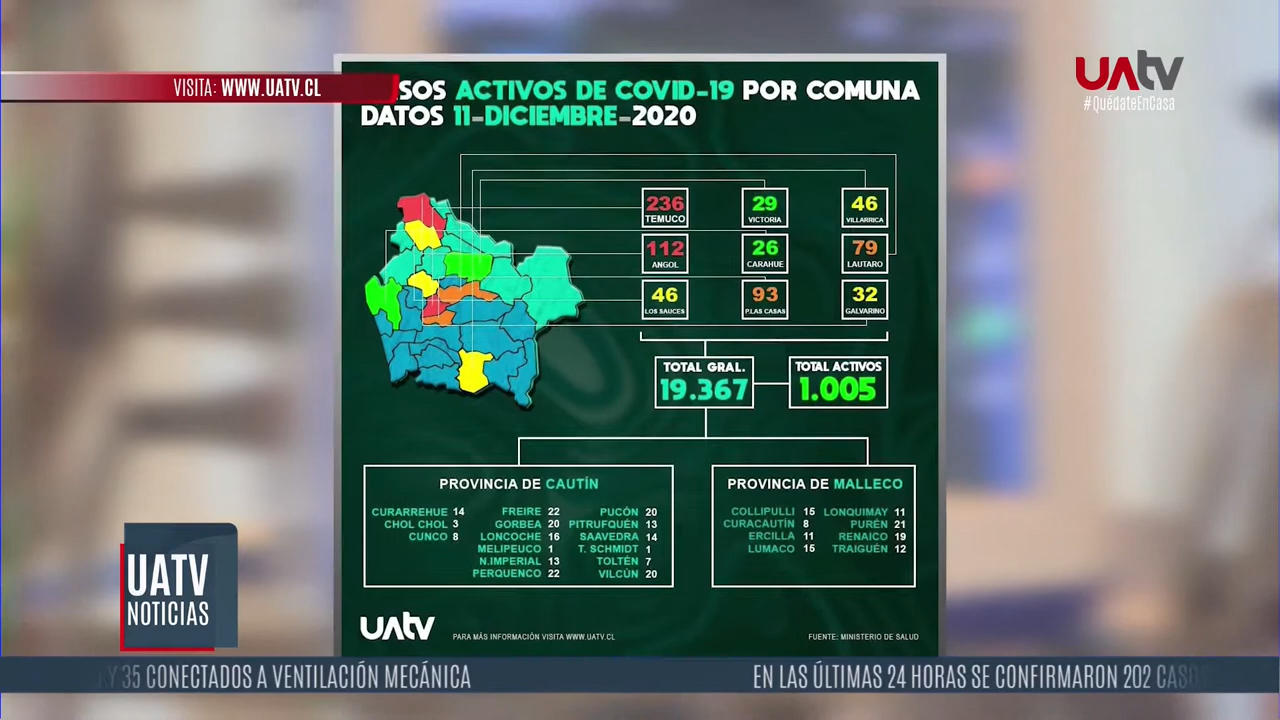 VISITA: WWW.UATV.CL
UATV
#QuédateEnCasa
SOS ACTIVOS DE COVID-19 POR COMUNA
DATOS 11-DICIEMBRE-2020
236
TEMUCO
29
VICTORIA
46
VILLARRICA
112
ANGOL
26
CARAHUE
79
LAUTARO
46
LOS SAUCES
93
P.LAS CASAS
32
GALVARINO
TOTAL GRAL.
19.367
TOTAL ACTIVOS
1.005
PROVINCIA DE CAUTÍN
CURARREHUE 14
CHOL CHOL 3
CUNCO 8
FREIRE 22
GORBEA 20
LONCOCHE 16
MELIPEUCO 1
N.IMPERIAL 13
PERQUENCO 22
PUCÓN 20
PITRUFQUÉN 13
SAAVEDRA 14
T. SCHMIDT 1
TOLTÉN 7
VILCÚN 20
PROVINCIA DE MALLECO
COLLIPULLI 15
CURACAUTÍN 8
ERCILLA 11
LUMACO 15
LONQUIMAY 11
PURÉN 21
RENAICO 19
TRAIGUÉN 12
UATV
PARA MÁS INFORMACIÓN VISITA WWW.UATV.CL
FUENTE: MINISTERIO DE SALUD
UATV
NOTICIAS
Y 35 CONECTADOS A VENTILACIÓN MECÁNICA
EN LAS ÚLTIMAS 24 HORAS SE CONFIRMARON 202 CASOS